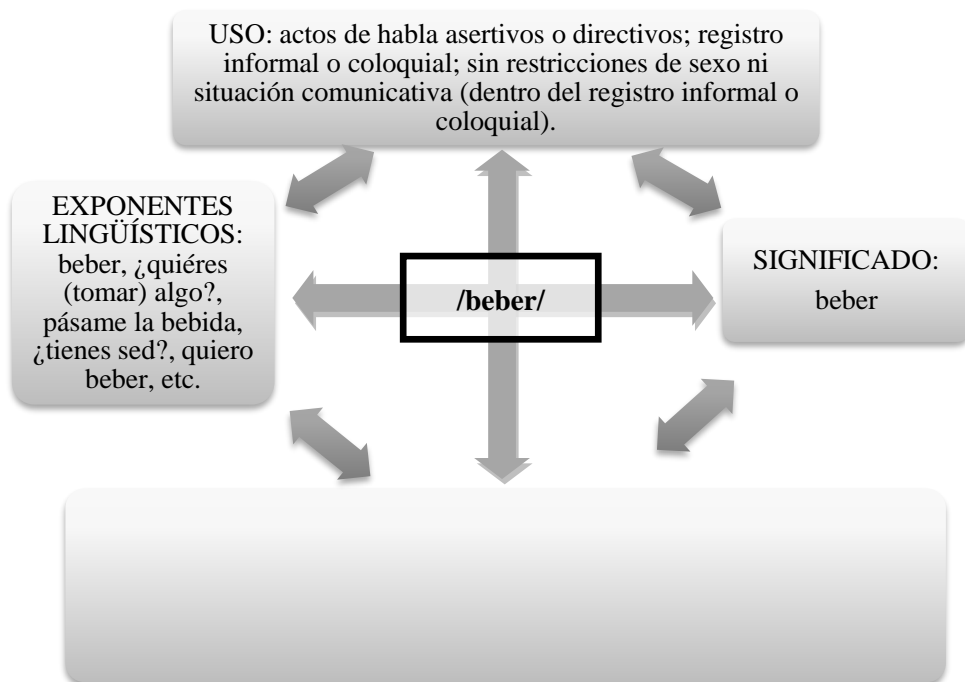 USO: actos de habla asertivos o directivos; registro
informal o coloquial; sin restricciones de sexo ni
situación comunicativa (dentro del registro informal o
coloquial).
EXPONENTES
LINGÜÍSTICOS:
beber, ¿quiéres
(tomar) algo?,
pásame la bebida,
¿tienes sed?, quiero
beber, etc.
/beber/
SIGNIFICADO:
beber